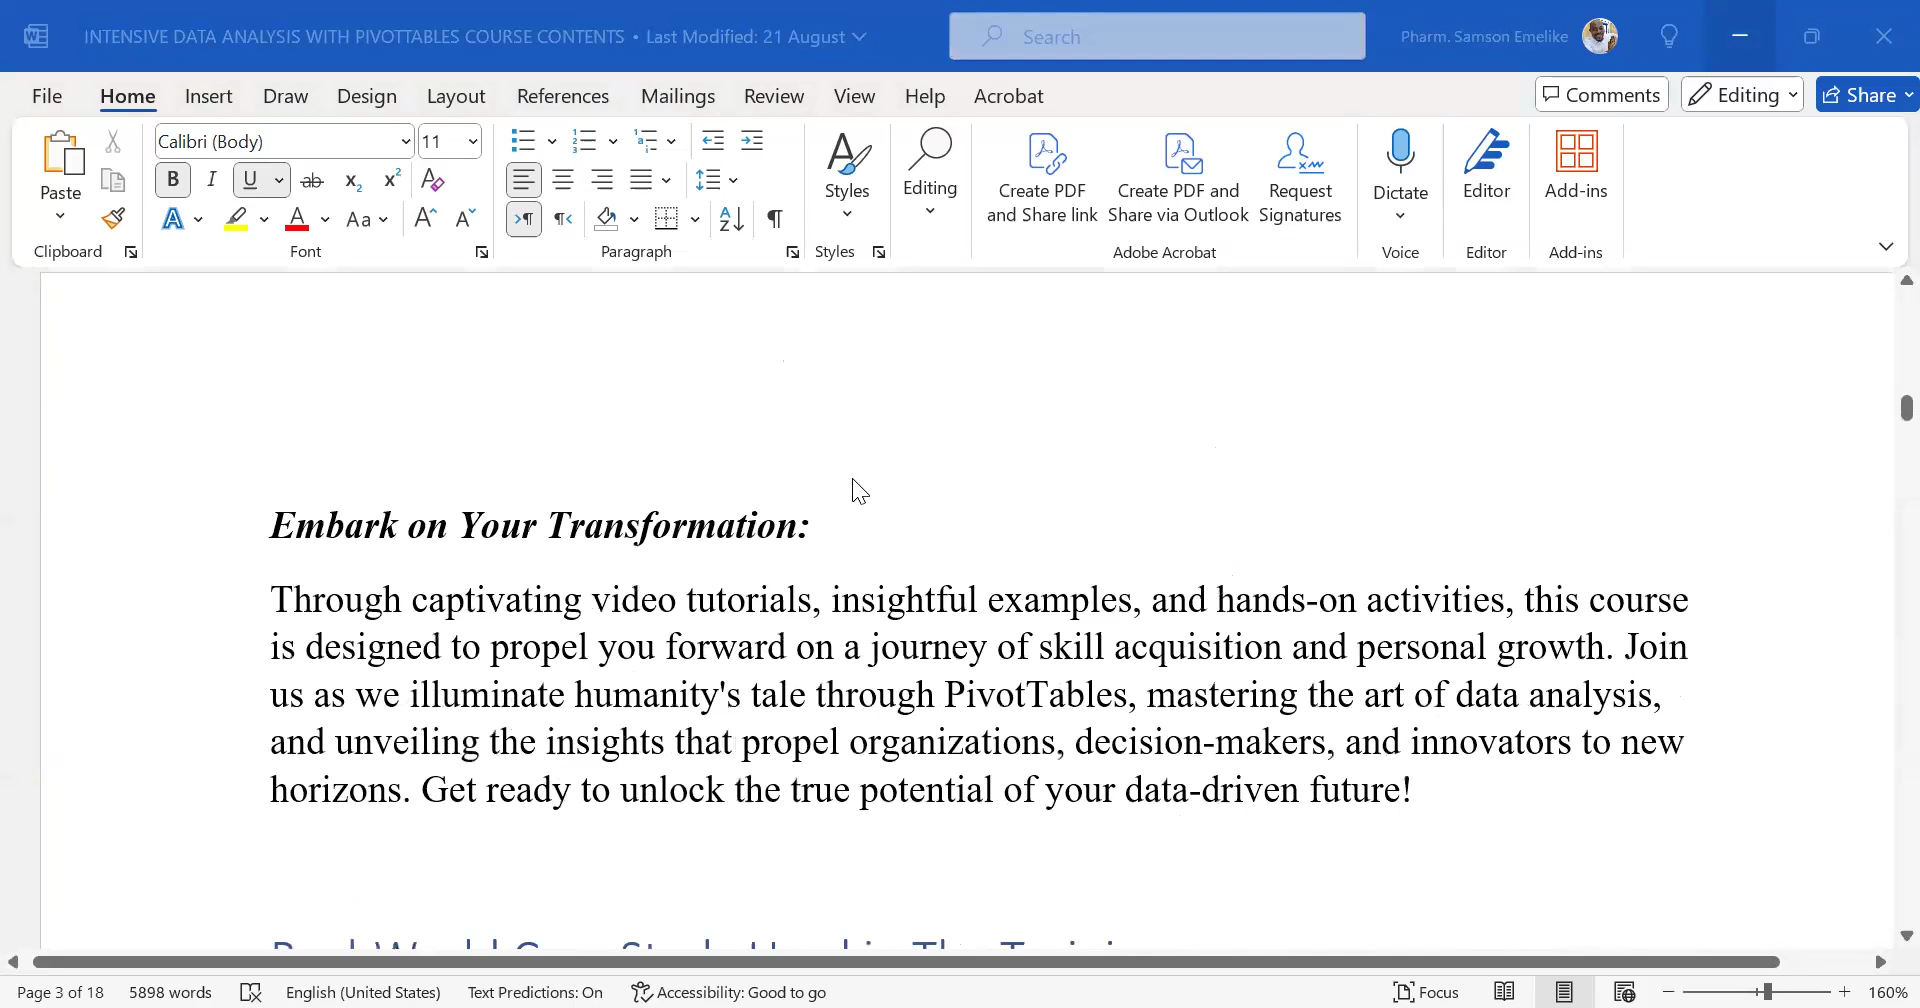 INTENSIVE DATA ANALYSIS WITH PIVOTTABLES COURSE CONTENTS • Last Modified: 21 August
Search
Pharm. Samson Emelike
File Home Insert Draw Design Layout References Mailings Review View Help Acrobat
Comments Editing Share
Calibri (Body) 11
Paste
Styles
Editing
Create PDF and Share link
Create PDF and Share via Outlook
Request Signatures
Dictate
Editor
Add-ins
Clipboard Font Paragraph Styles Adobe Acrobat Voice Editor Add-ins
Embark on Your Transformation:
Through captivating video tutorials, insightful examples, and hands-on activities, this course
is designed to propel you forward on a journey of skill acquisition and personal growth. Join
us as we illuminate humanity's tale through PivotTables, mastering the art of data analysis,
and unveiling the insights that propel organizations, decision-makers, and innovators to new
horizons. Get ready to unlock the true potential of your data-driven future!
Page 3 of 18 5898 words English (United States) Text Predictions: On Accessibility: Good to go Focus 160%